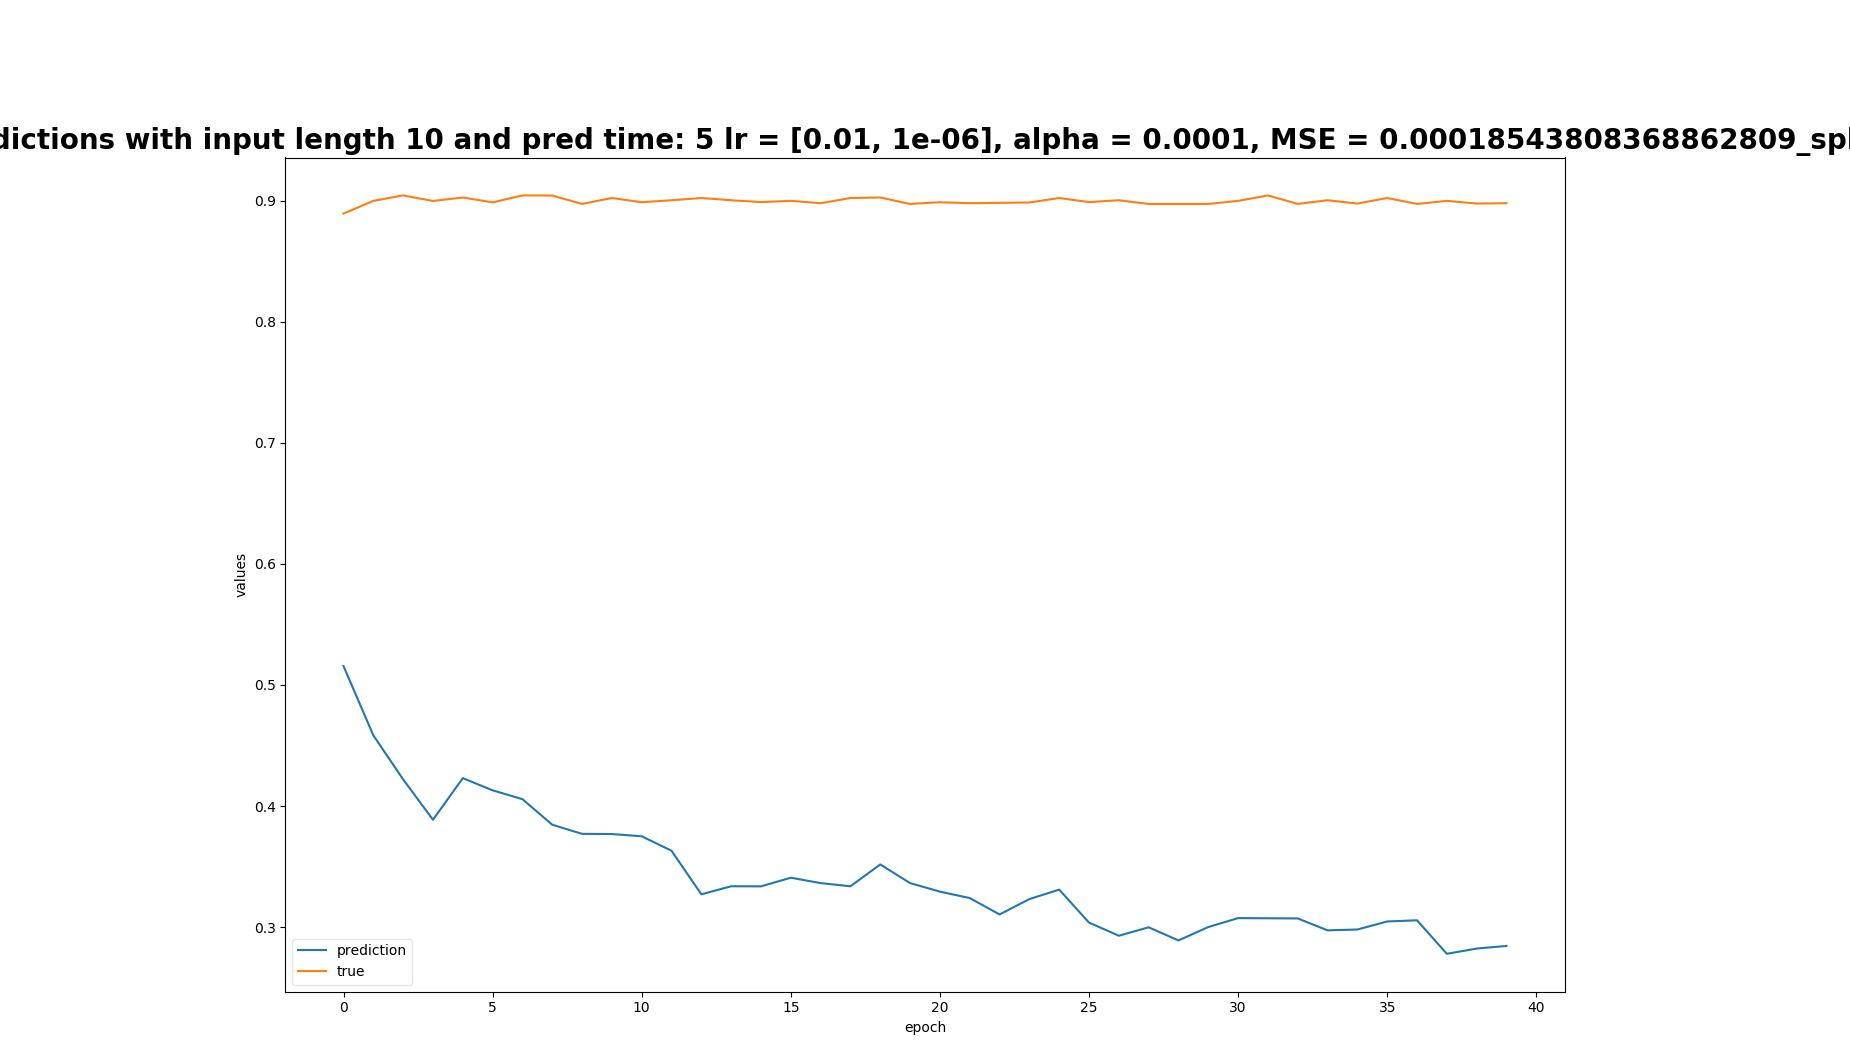 dictions with input length 10 and pred time: 5 lr = [0.01, 1e-06], alpha = 0.0001, MSE = 0.00018543808368862809_spl
0.9
0.8
0.7
0.6
0.5
0.4
0.3
values
prediction
true
0 5 10 15 20 25 30 35 40
epoch